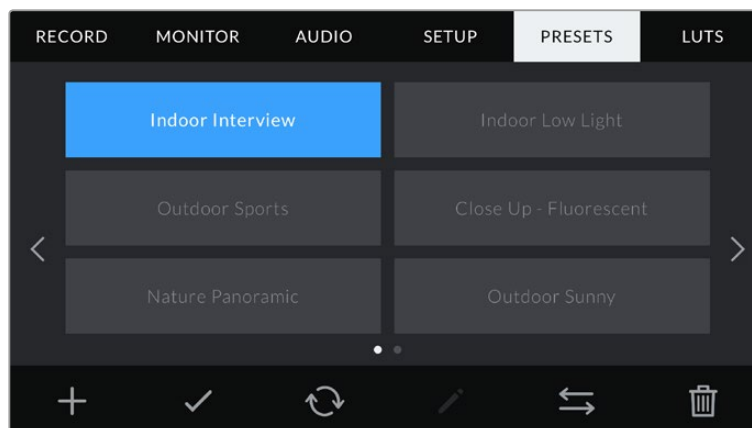 RECORD MONITOR AUDIO SETUP PRESETS LUTS
Indoor Interview Indoor Low Light
Outdoor Sports Close Up - Fluorescent
Nature Panoramic Outdoor Sunny